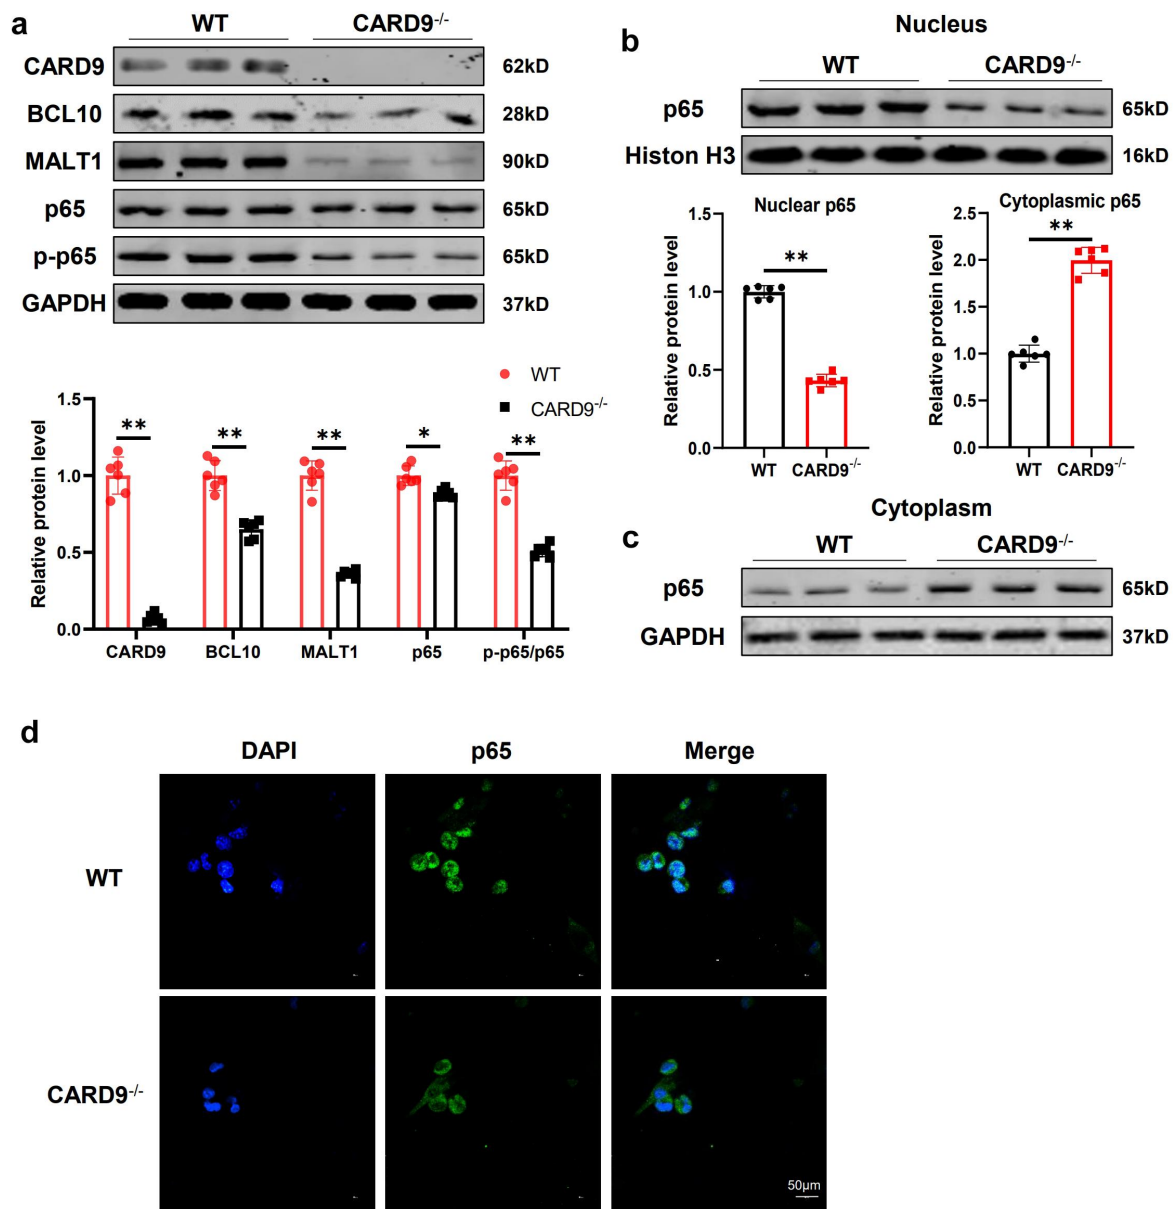 a
WT CARD9-/-
CARD9 62kD
BCL10 28kD
MALT1 90kD
p65 65kD
p-p65 65kD
GAPDH 37kD
WT
CARD9-/-
Relative protein level
1.5
1.0
0.5
0.0
** ** ** * **
CARD9 BCL10 MALT1 p65 p-p65/p65
b
Nucleus
WT CARD9-/-
p65 65kD
Histon H3 16kD
Nuclear p65
Relative protein level
1.5
1.0
0.5
0.0
**
WT CARD9-/-
Cytoplasmic p65
Relative protein level
2.5
2.0
1.5
1.0
0.5
0.0
**
WT CARD9-/-
Cytoplasm
c
WT CARD9-/-
p65 65kD
GAPDH 37kD
d
DAPI p65 Merge
WT
CARD9-/-
50μm